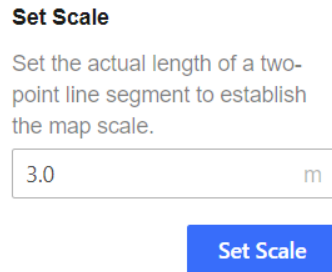 Set Scale
Set the actual length of a two-
point line segment to establish
the map scale.
3.0 m
Set Scale